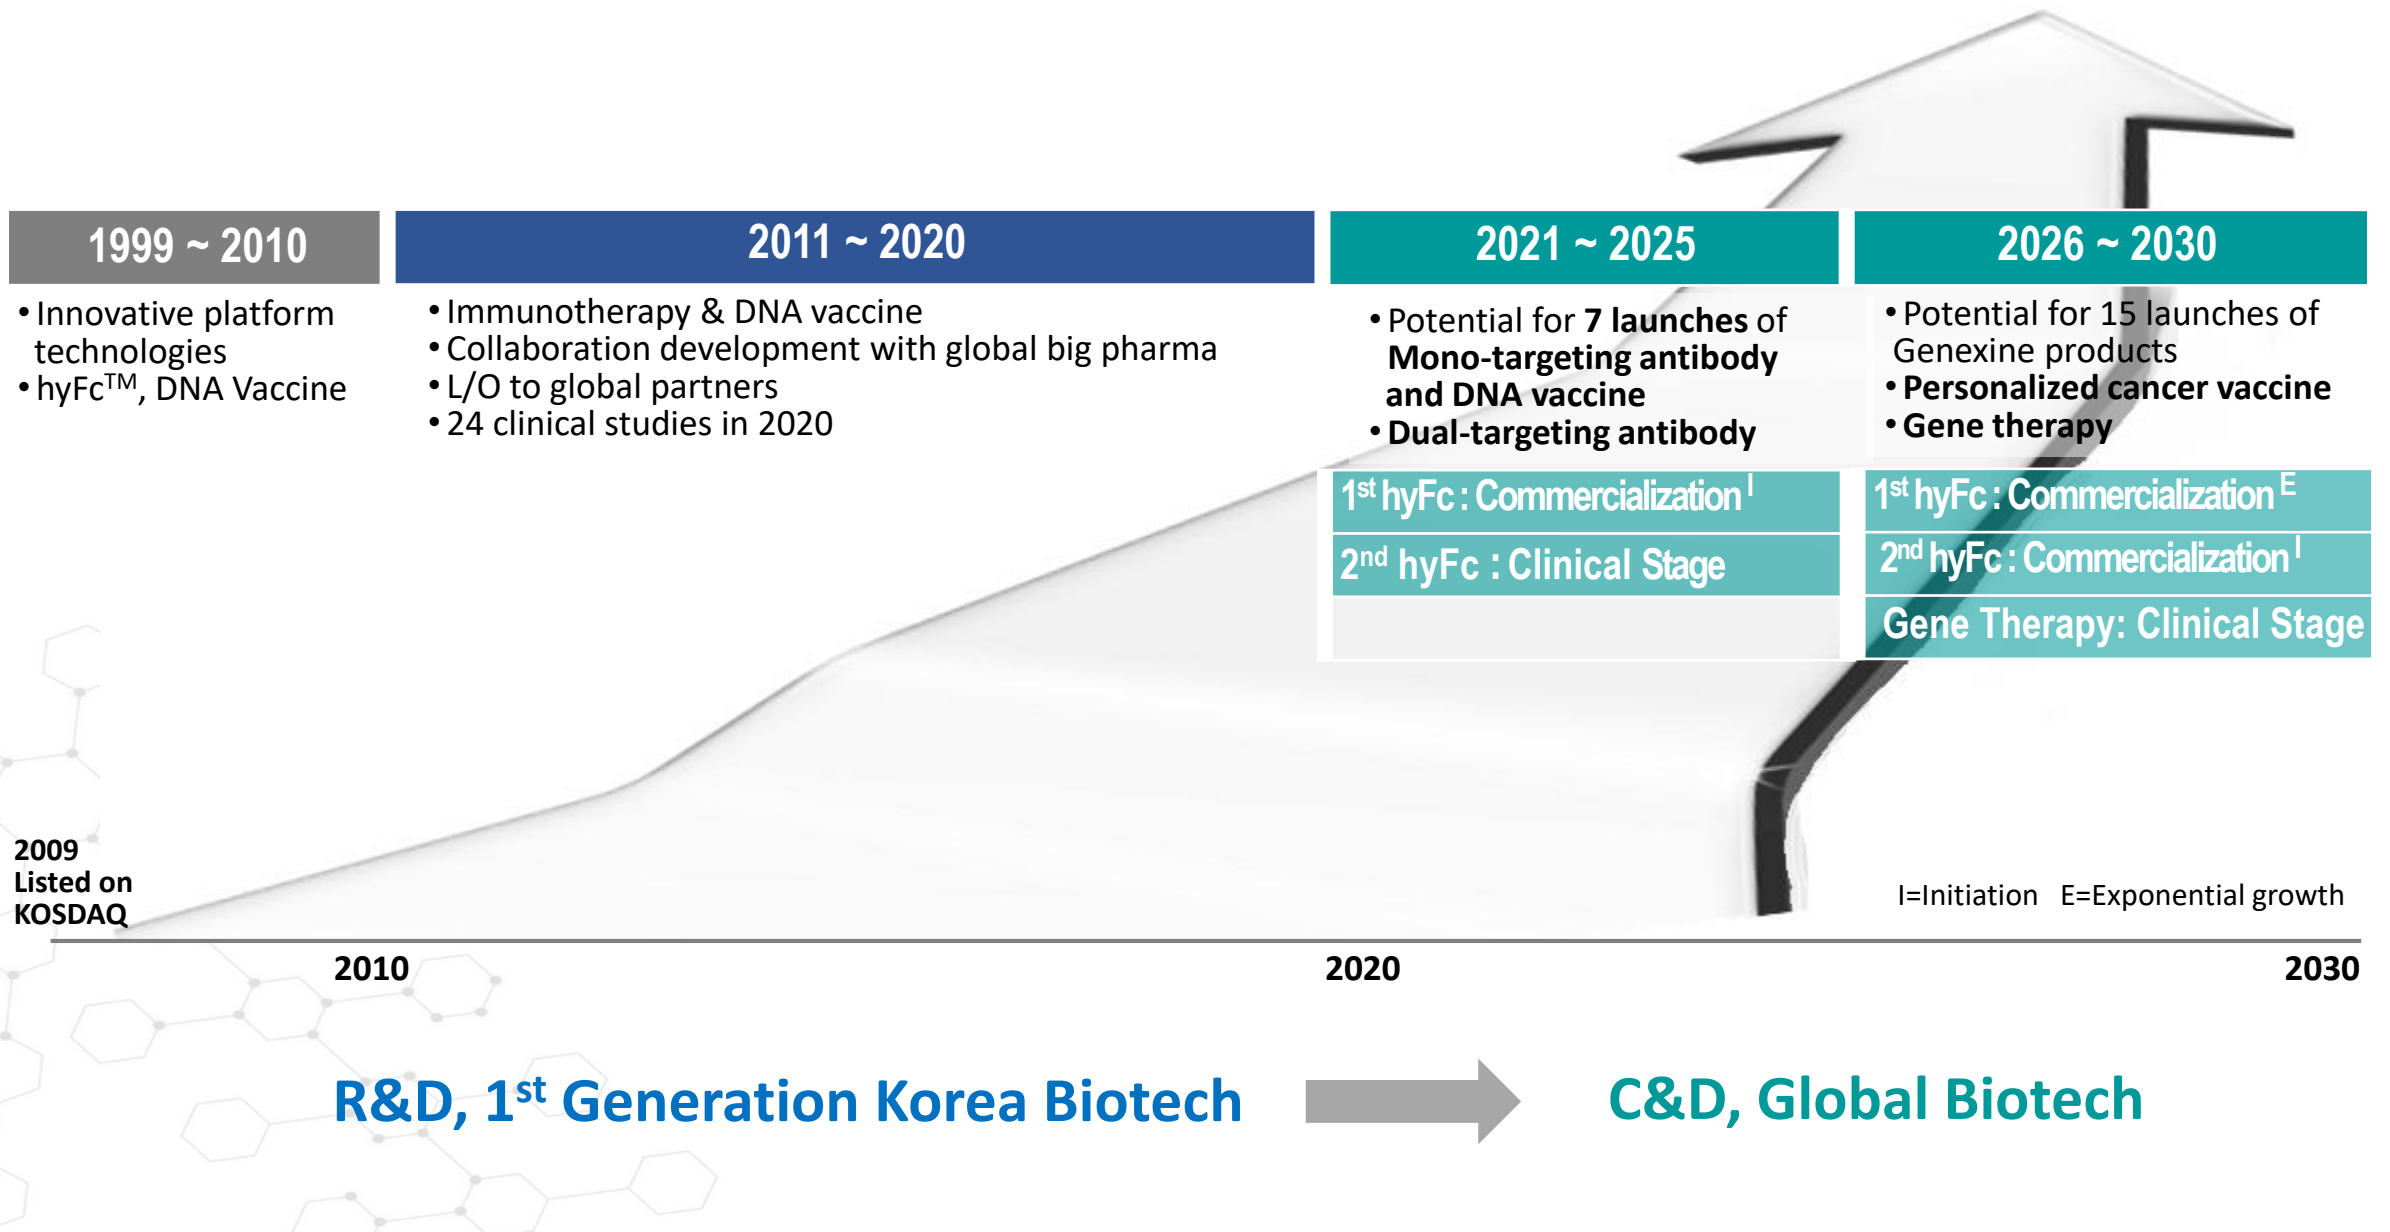 1999 ~ 2010
• Innovative platform
technologies
• hyFcTM, DNA Vaccine
2011 ~ 2020
• Immunotherapy & DNA vaccine
• Collaboration development with global big pharma
• L/O to global partners
• 24 clinical studies in 2020
2021 ~ 2025
• Potential for 7 launches of
Mono-targeting antibody
and DNA vaccine
• Dual-targeting antibody
1st hyFc : Commercialization I
2nd hyFc : Clinical Stage
2026 ~ 2030
• Potential for 15 launches of
Genexine products
• Personalized cancer vaccine
• Gene therapy
1st hyFc : Commercialization E
2nd hyFc : Commercialization I
Gene Therapy: Clinical Stage
2009
Listed on
KOSDAQ
I=Initiation E=Exponential growth
2010 2020 2030
R&D, 1st Generation Korea Biotech C&D, Global Biotech